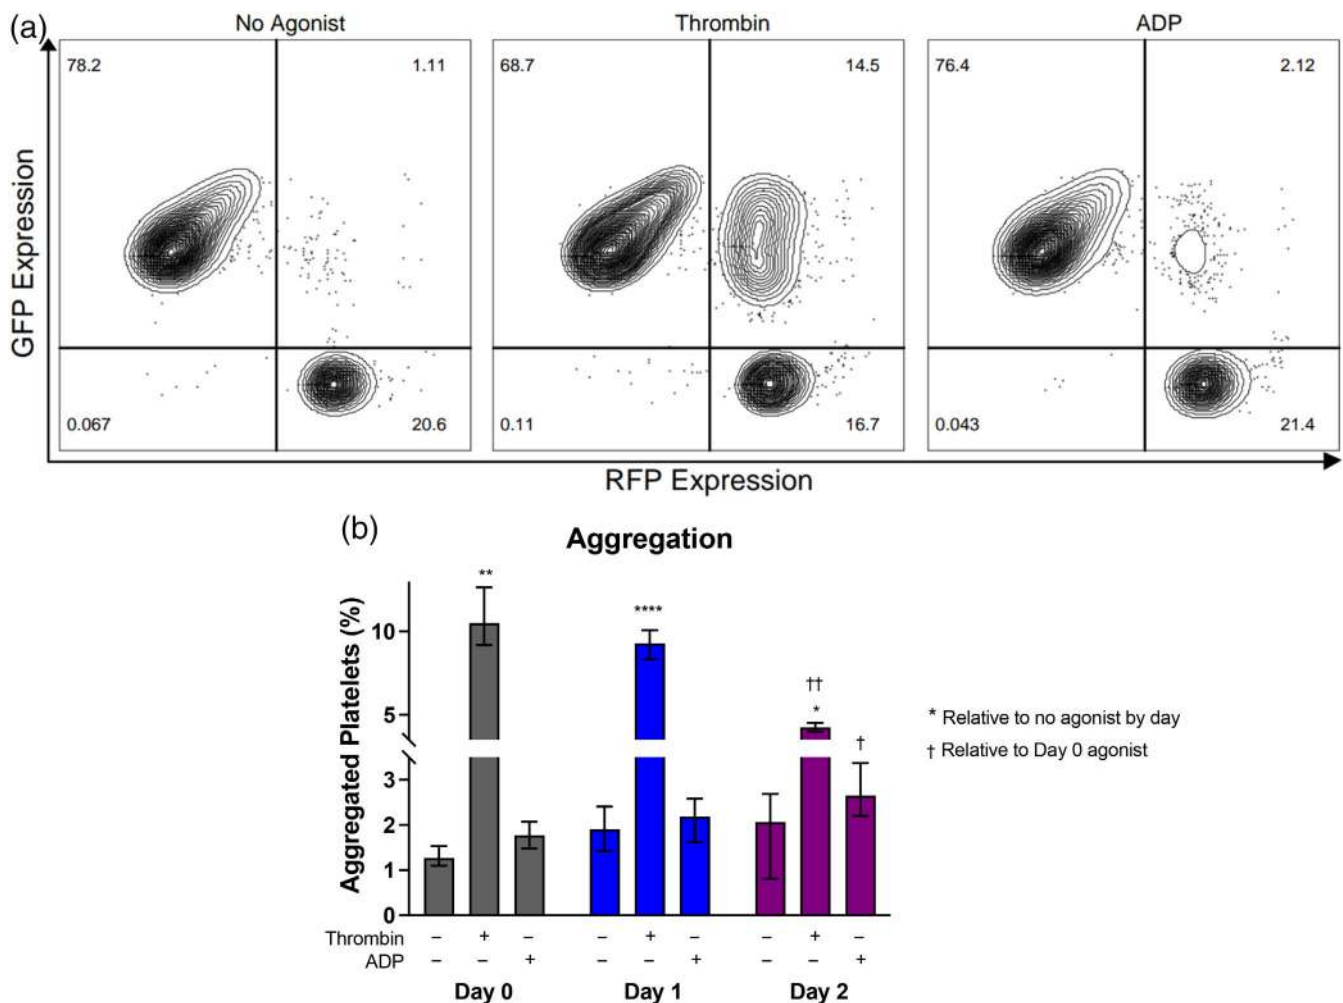 (a)
No Agonist
Thrombin
ADP
78.2
1.11
68.7
14.5
76.4
2.12
GFP Expression
0.067
20.6
0.11
16.7
0.043
21.4
RFP Expression
(b)
Aggregation
Aggregated Platelets (%)
10
5
3
2
1
0
**
****
††
*
†
* Relative to no agonist by day
† Relative to Day 0 agonist
Thrombin – + – – + – – + –
ADP – – + – – + – – +
Day 0
Day 1
Day 2